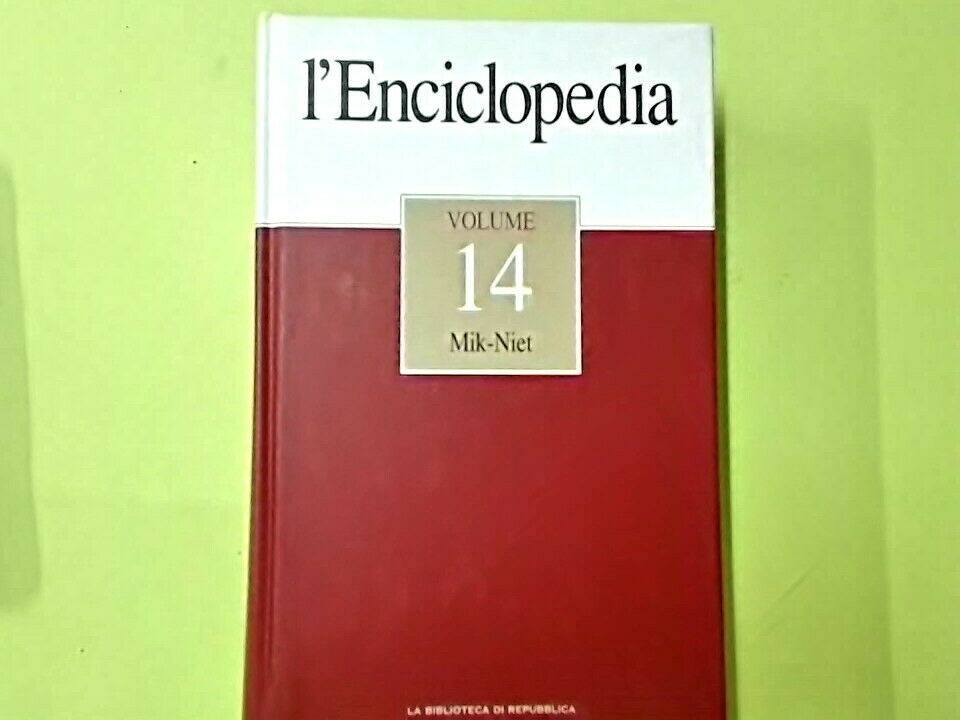 l'Enciclopedia
VOLUME
14
Mik-Niet
LA BIBLIOTECA DI REPUBBLICA